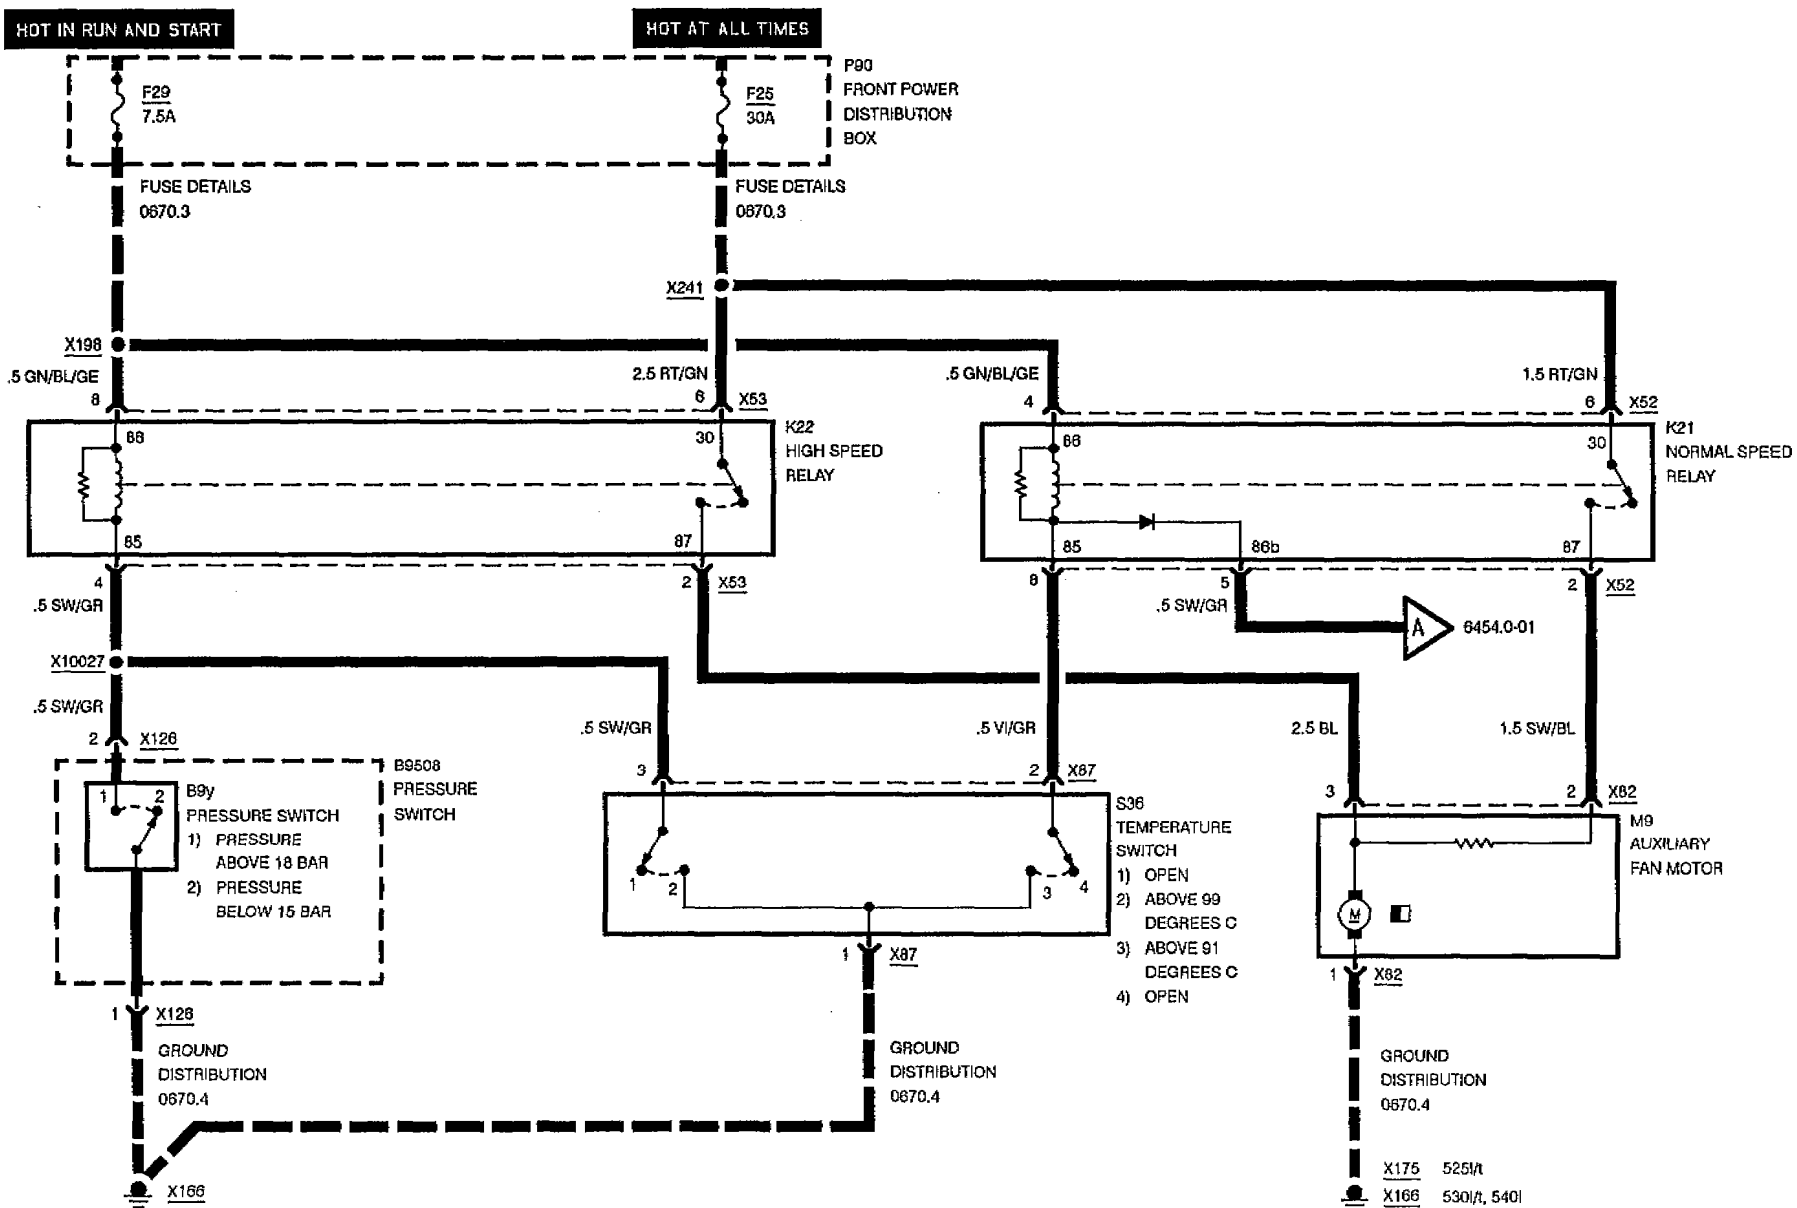 HOT IN RUN AND START
HOT AT ALL TIMES
F29
7.5A
F25
30A
P90
FRONT POWER
DISTRIBUTION
BOX
FUSE DETAILS
0670.3
FUSE DETAILS
0670.3
X241
X198
.5 GN/BL/GE
2.5 RT/GN
.5 GN/BL/GE
1.5 RT/GN
8
6
X53
4
6
X52
86
30
K22
HIGH SPEED
RELAY
86
30
K21
NORMAL SPEED
RELAY
85
87
85
86b
87
4
2
X53
8
5
2
X52
.5 SW/GR
.5 SW/GR
A
6454.0-01
X10027
.5 SW/GR
.5 SW/GR
.5 VI/GR
2.5 BL
1.5 SW/BL
2
X126
3
2
X87
3
2
X82
B9508
PRESSURE
SWITCH
1
2
B9y
PRESSURE SWITCH
1) PRESSURE
ABOVE 18 BAR
2) PRESSURE
BELOW 15 BAR
1
2
3
4
S36
TEMPERATURE
SWITCH
1) OPEN
2) ABOVE 99
DEGREES C
3) ABOVE 91
DEGREES C
4) OPEN
M9
AUXILIARY
FAN MOTOR
M
1
X126
1
X87
1
X82
GROUND
DISTRIBUTION
0670.4
GROUND
DISTRIBUTION
0670.4
GROUND
DISTRIBUTION
0670.4
X166
X175 525i/t
X166 530i/t, 540i